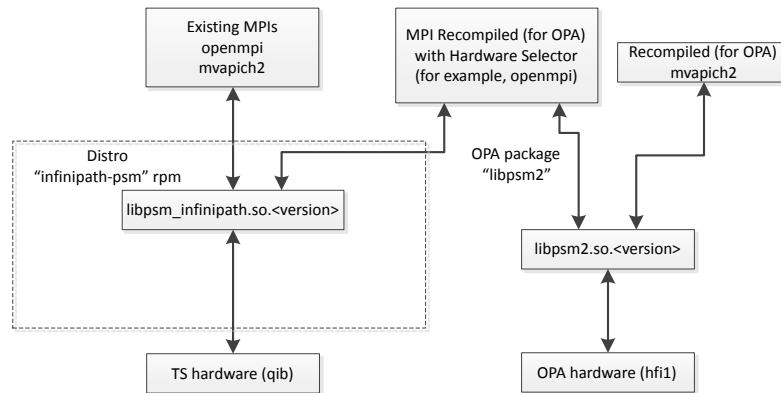 Existing MPIs
openmpi
mvapich2
MPI Recompiled (for OPA)
with Hardware Selector
(for example, openmpi)
Recompiled (for OPA)
mvapich2
Distro
“infinipath-psm” rpm
OPA package
“libpsm2”
libpsm_infinipath.so.<version>
libpsm2.so.<version>
TS hardware (qib)
OPA hardware (hfi1)